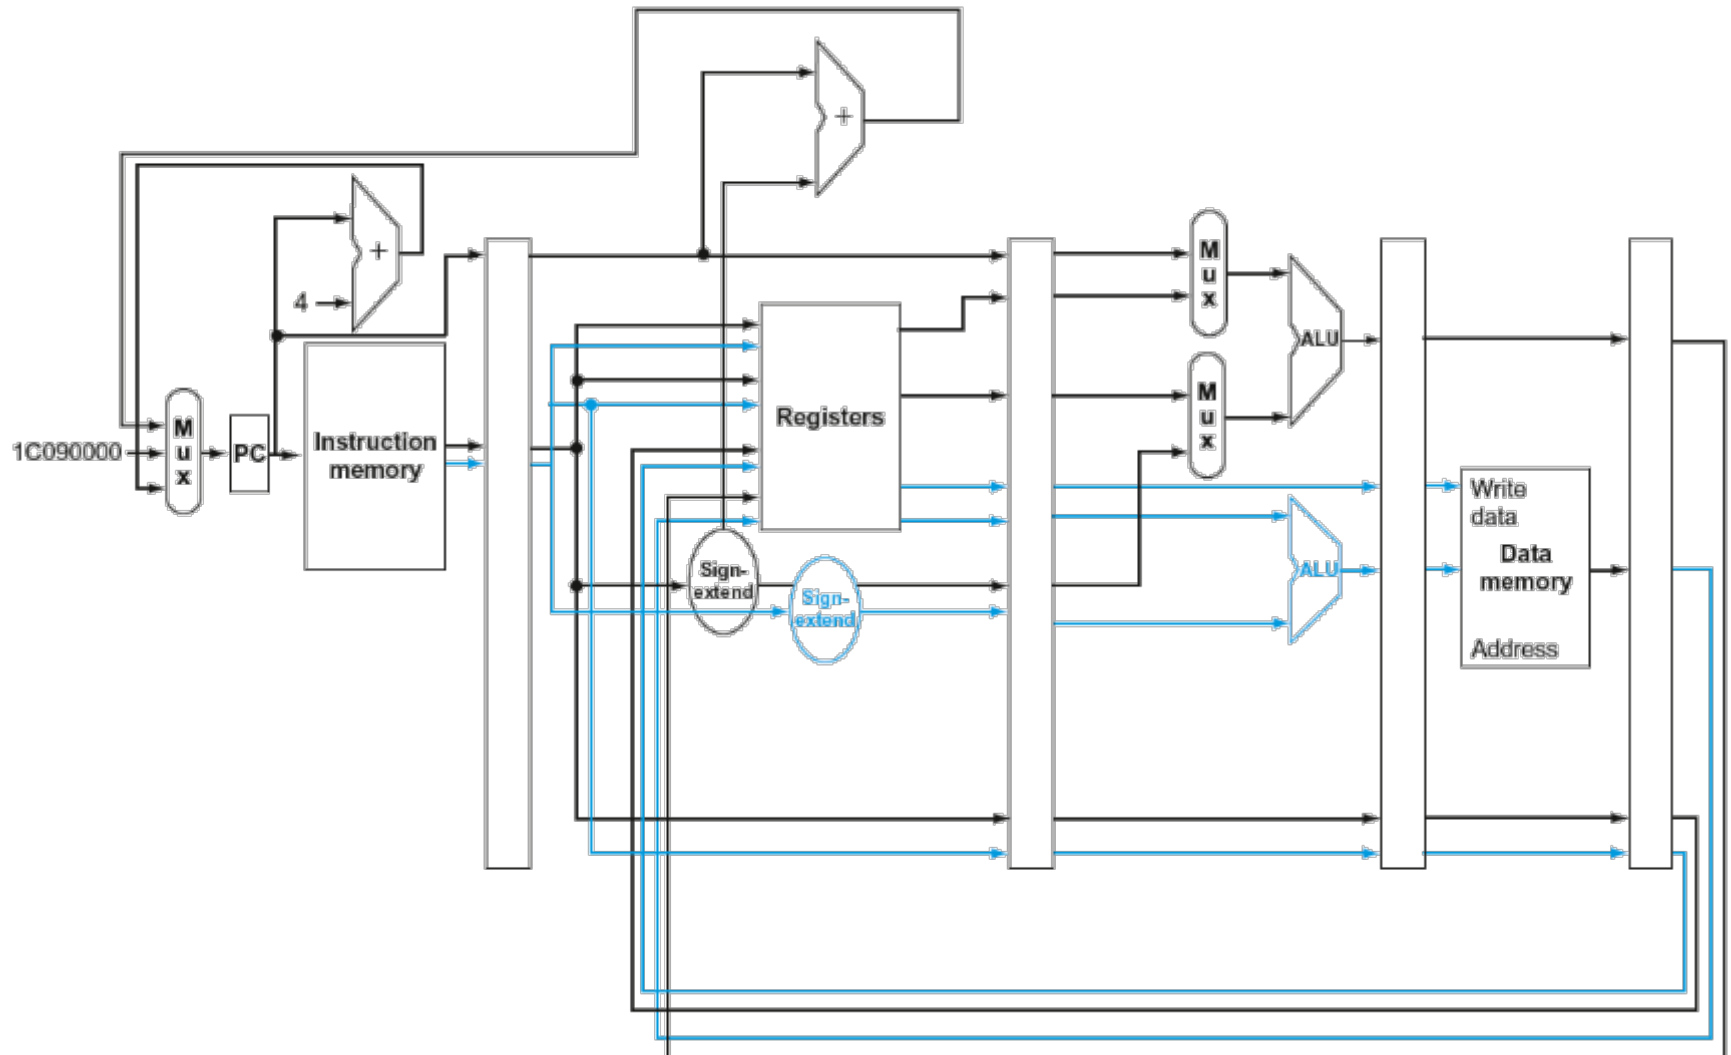 +
+
4
M
u
x
ALU
M
u
x
Registers
M
u
x
1C090000
PC
Instruction
memory
Write
data
Data
memory
Address
ALU
Sign-
extend
Sign-
extend